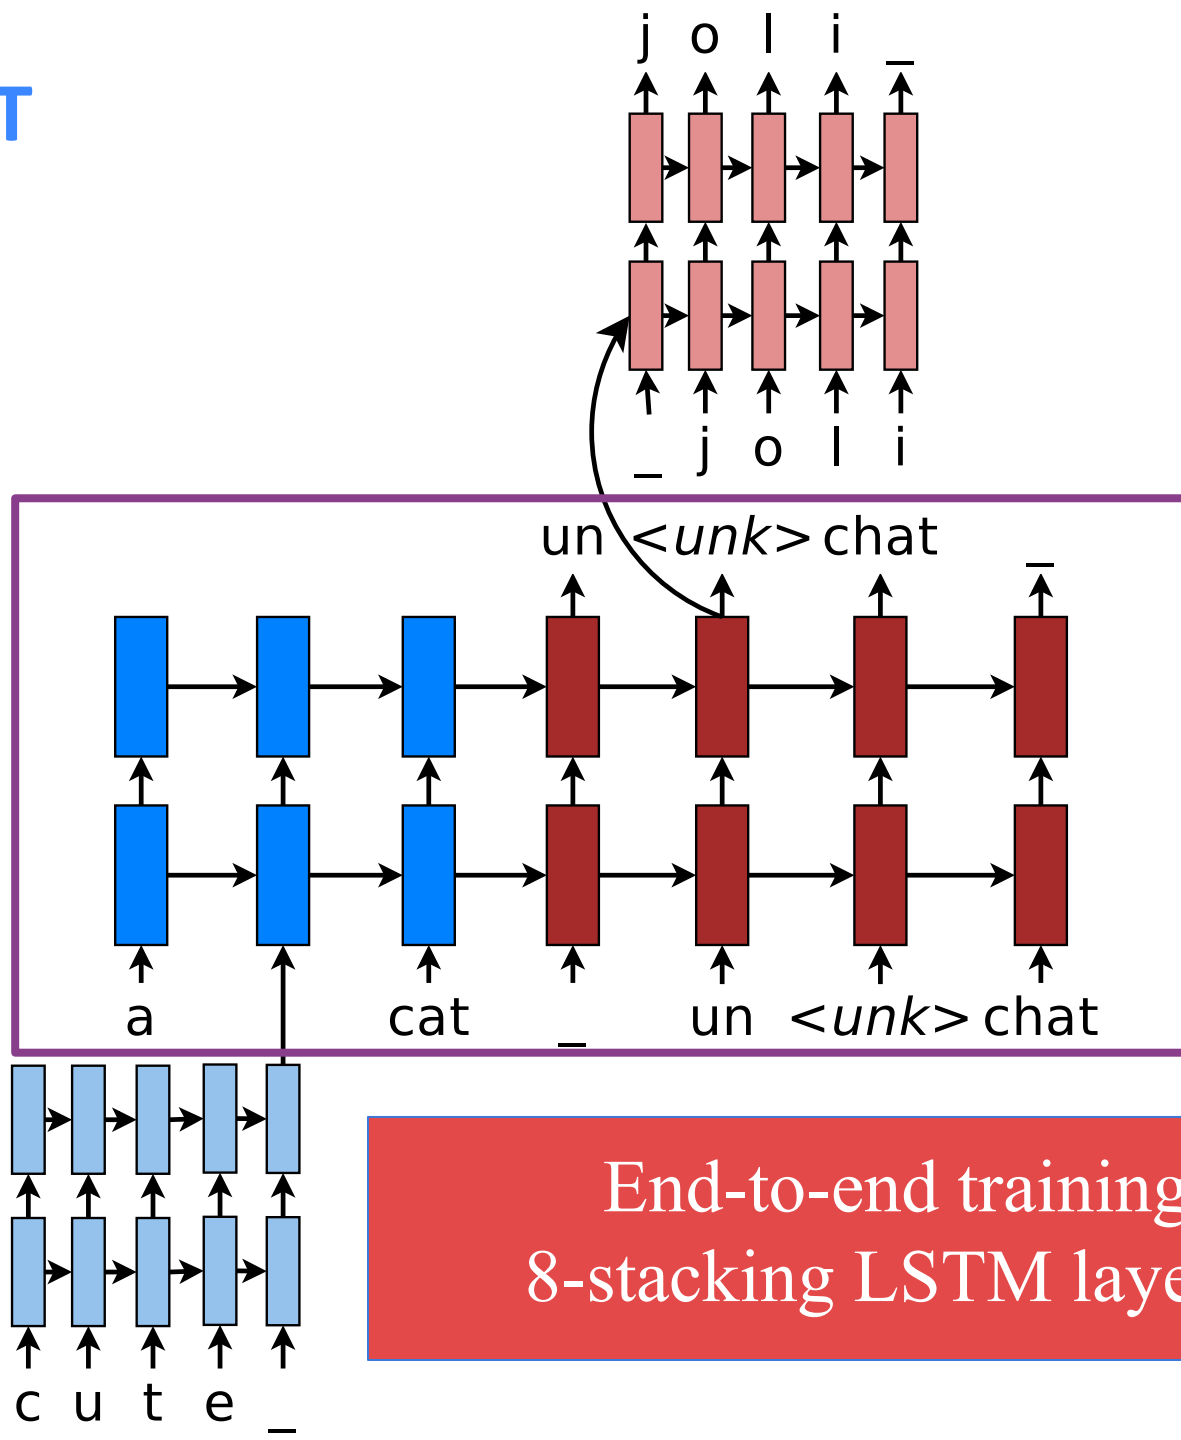 T
j o l i _
_ j o l i
un <unk> chat _
a cat _ un <unk> chat
End-to-end training
8-stacking LSTM laye
c u t e _